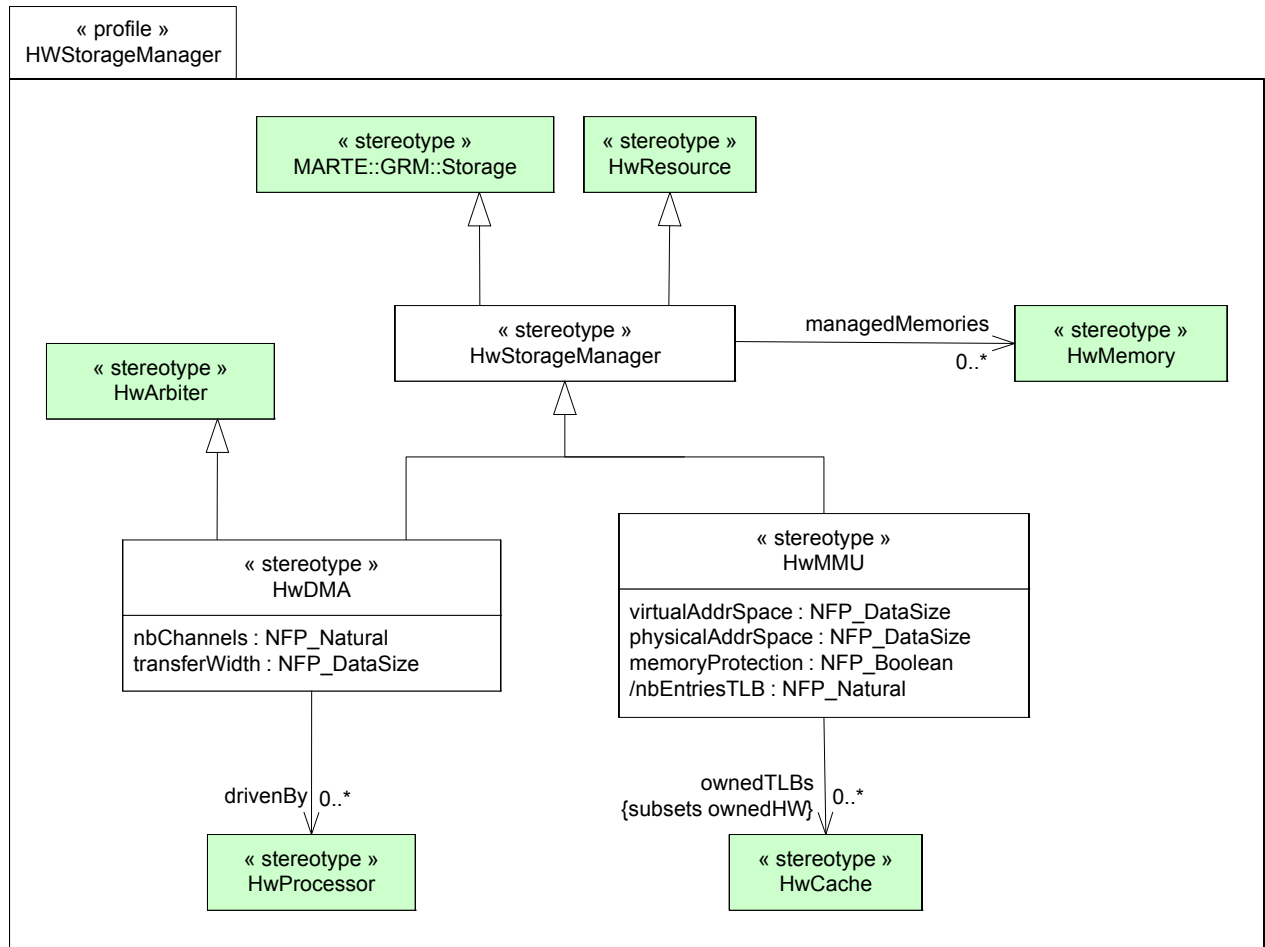 « profile »
HWStorageManager
« stereotype »
MARTE::GRM::Storage
« stereotype »
HwResource
« stereotype »
HwStorageManager
managedMemories
0..*
« stereotype »
HwMemory
« stereotype »
HwArbiter
« stereotype »
HwDMA
nbChannels : NFP_Natural
transferWidth : NFP_DataSize
« stereotype »
HwMMU
virtualAddrSpace : NFP_DataSize
physicalAddrSpace : NFP_DataSize
memoryProtection : NFP_Boolean
/nbEntriesTLB : NFP_Natural
drivenBy 0..*
ownedTLBs
{subsets ownedHW} 0..*
« stereotype »
HwProcessor
« stereotype »
HwCache